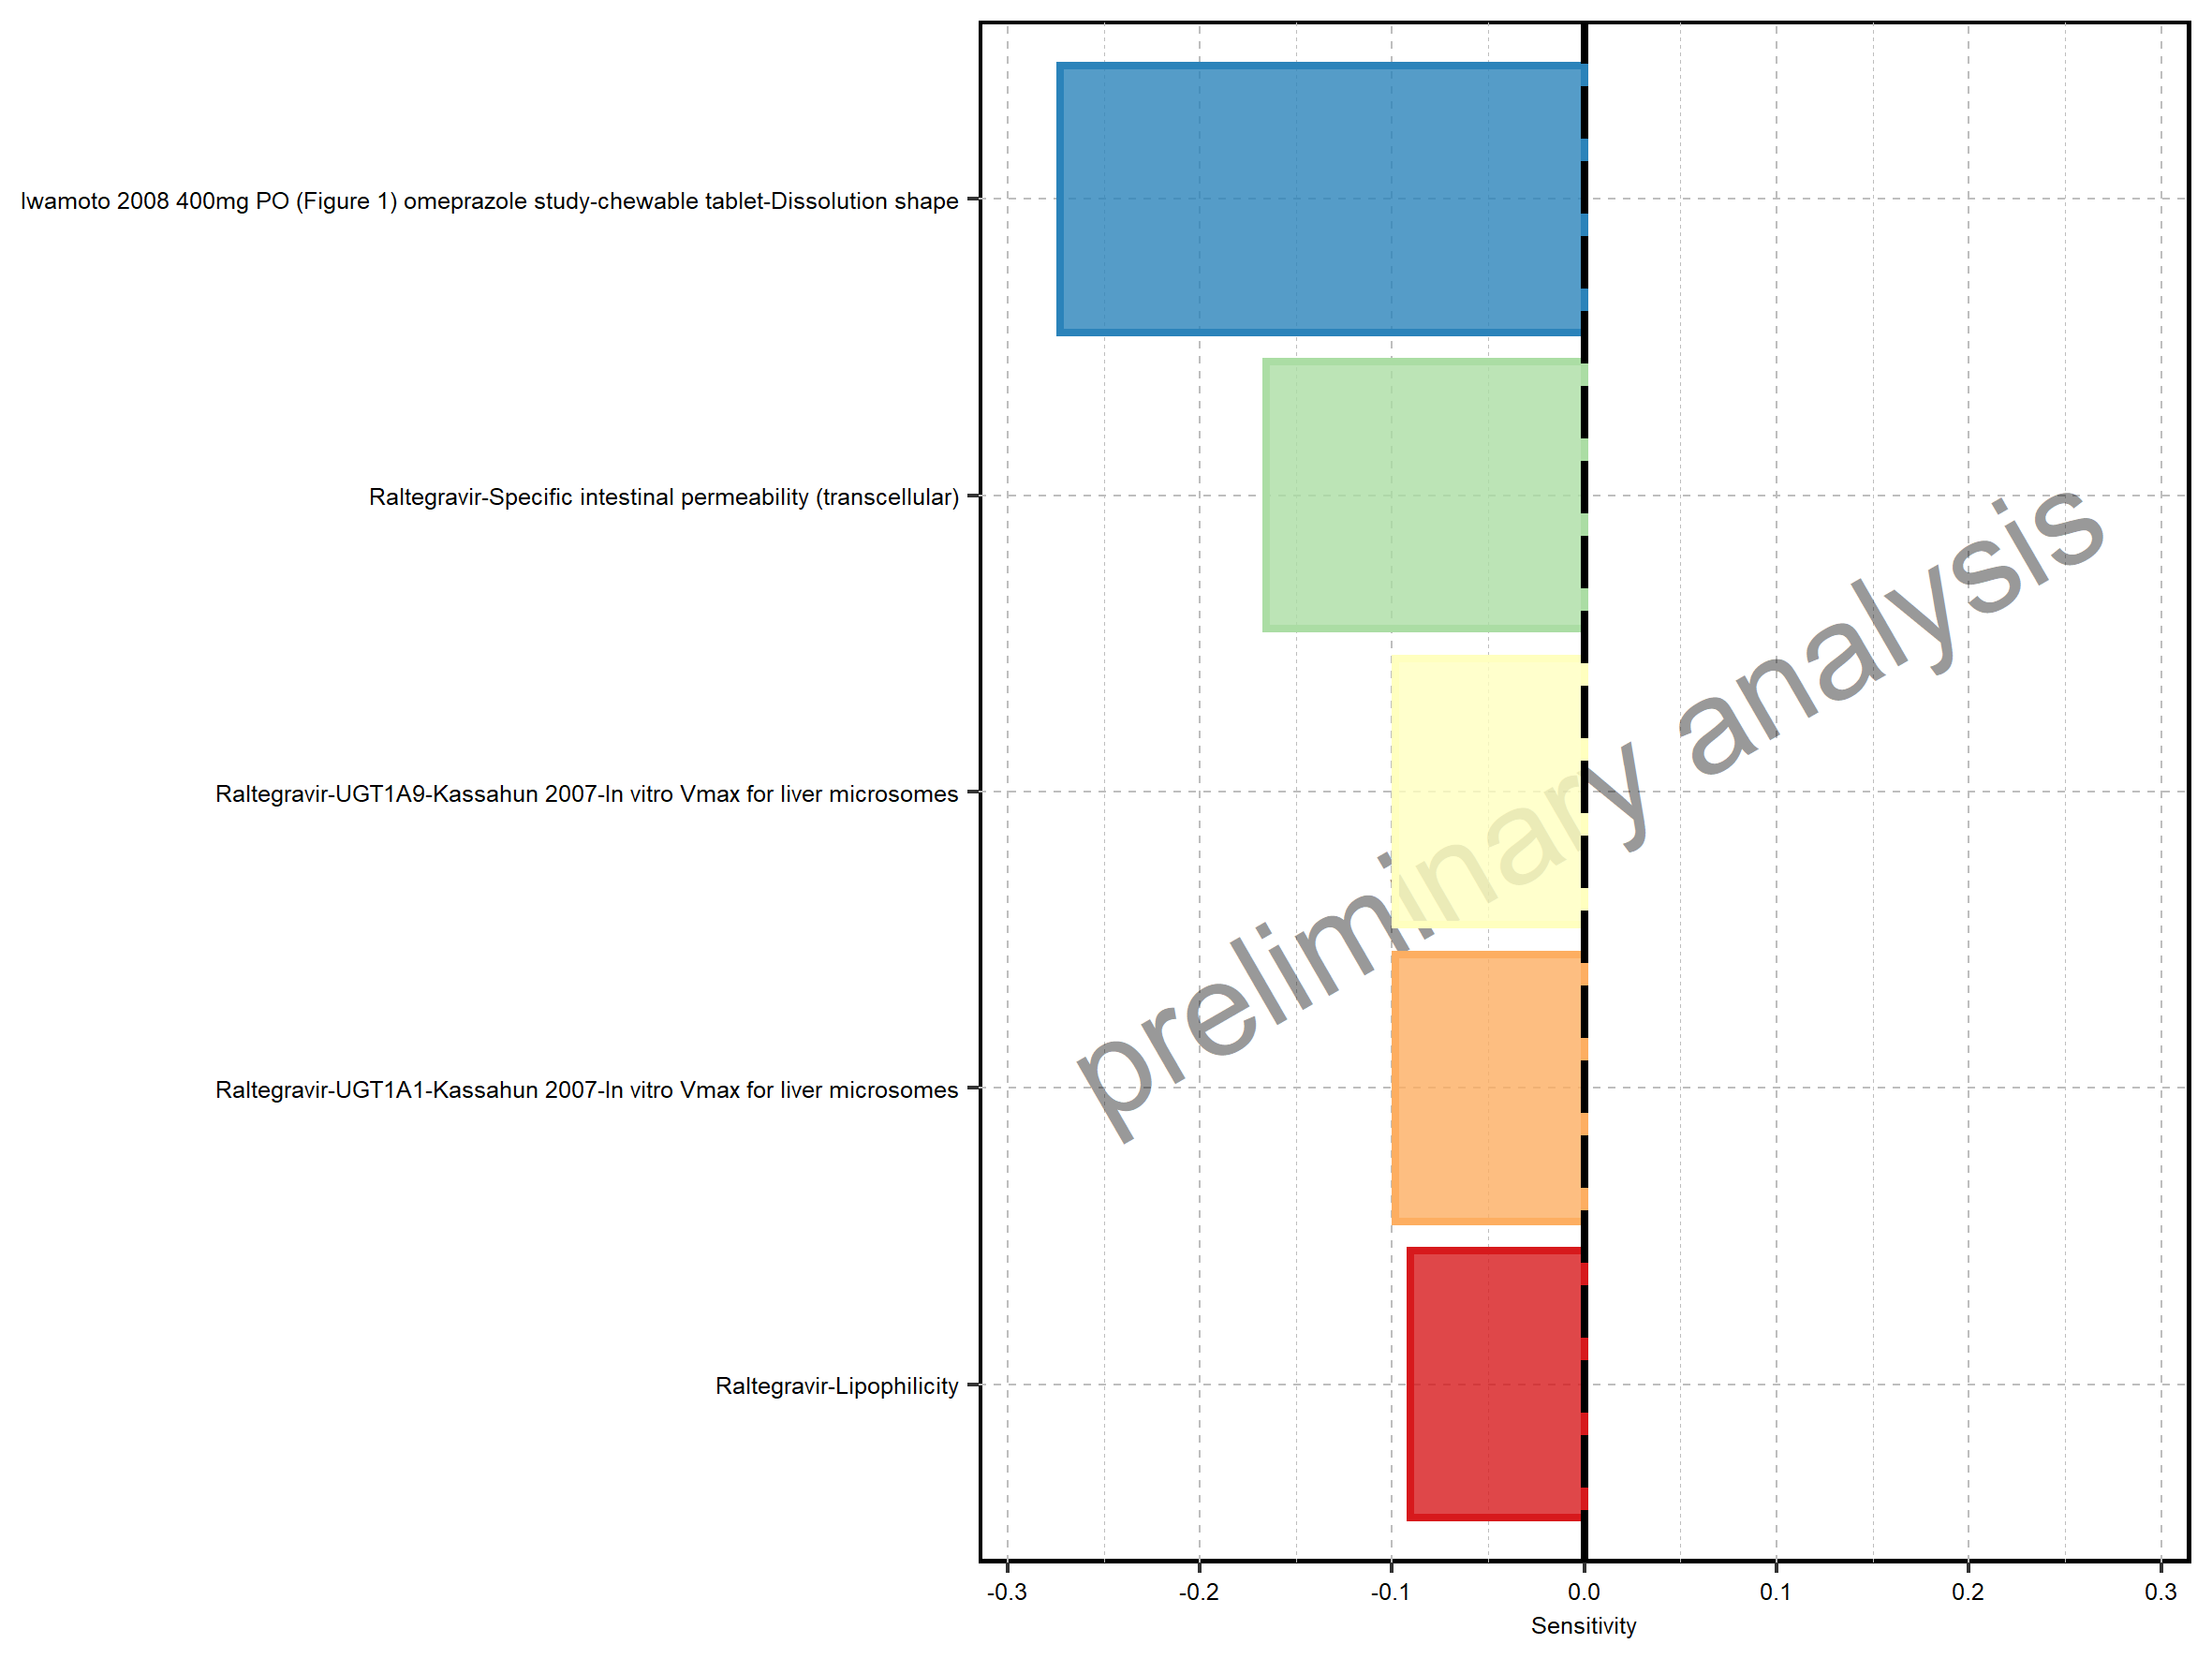 Iwamoto 2008 400mg PO (Figure 1) omeprazole study-chewable tablet-Dissolution shape
Raltegravir-Specific intestinal permeability (transcellular)
Raltegravir-UGT1A9-Kassahun 2007-In vitro Vmax for liver microsomes
Raltegravir-UGT1A1-Kassahun 2007-In vitro Vmax for liver microsomes
Raltegravir-Lipophilicity
preliminary analysis
-0.3 -0.2 -0.1 0.0 0.1 0.2 0.3
Sensitivity